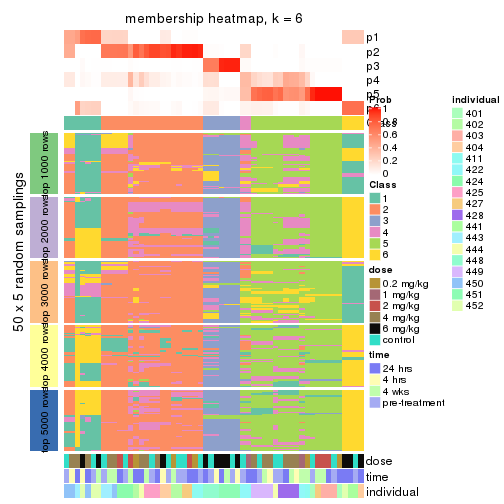 membership heatmap, k = 6
p1
p2
p3
p4
p5
p6
50 x 5 random samplings
top 1000 rows
top 2000 rows
top 3000 rows
top 4000 rows
top 5000 rows
dose
time
individual
Prob
1
0.8
0.6
0.4
0.2
0
Class
1
2
3
4
5
6
dose
0.2 mg/kg
1 mg/kg
2 mg/kg
4 mg/kg
6 mg/kg
control
time
24 hrs
4 hrs
4 wks
pre-treatment
individual
401
402
403
404
411
422
424
425
427
428
441
443
444
448
449
450
451
452